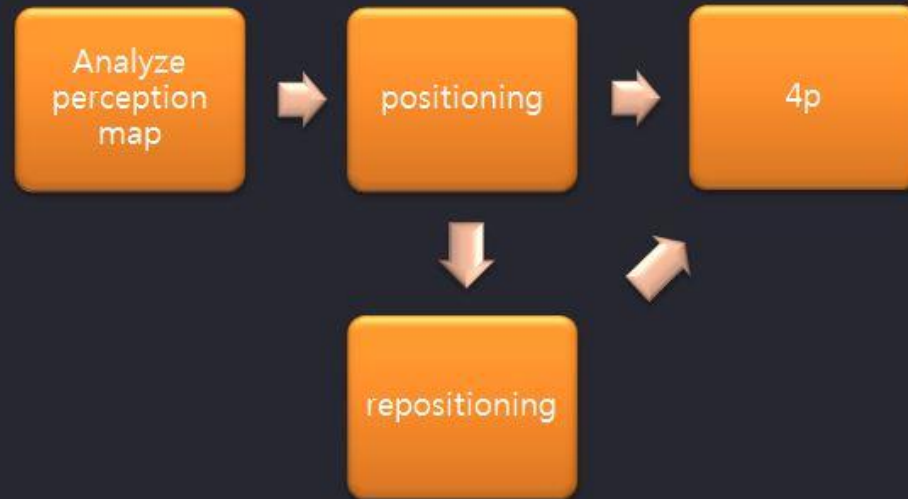 Analyze
perception
map
positioning
4p
repositioning